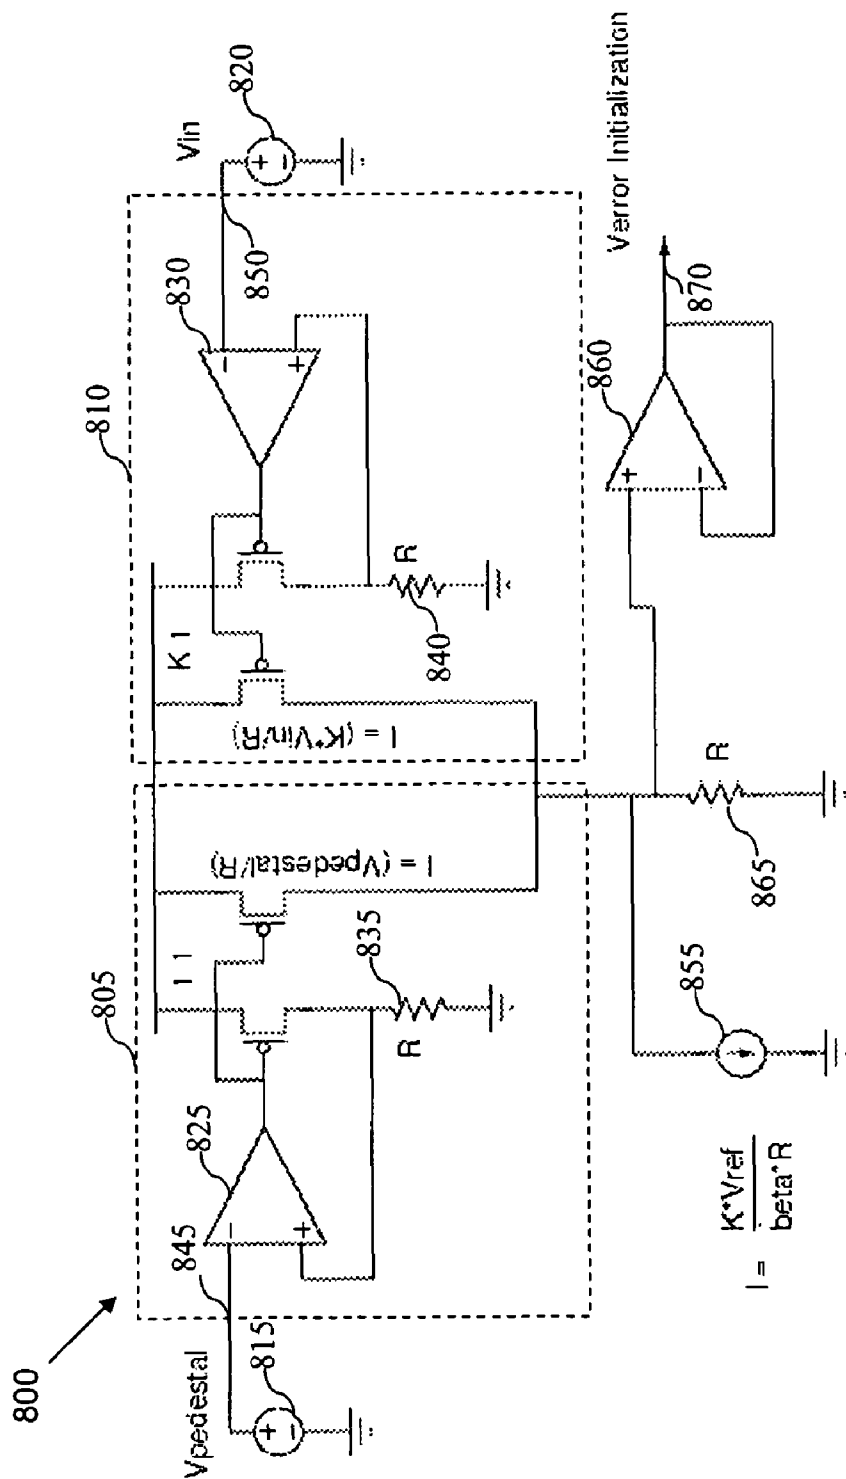 800
805
810
Vpedestal
845
815
825
1 1
835
R
I = (Vpedestal/R)
K 1
I = (K*Vin/R)
840
R
830
850
Vin
820
+
−
+
−
−
+
−
+
I = K*Vref
beta*R
855
865
R
860
+
−
870
Verror Initialization